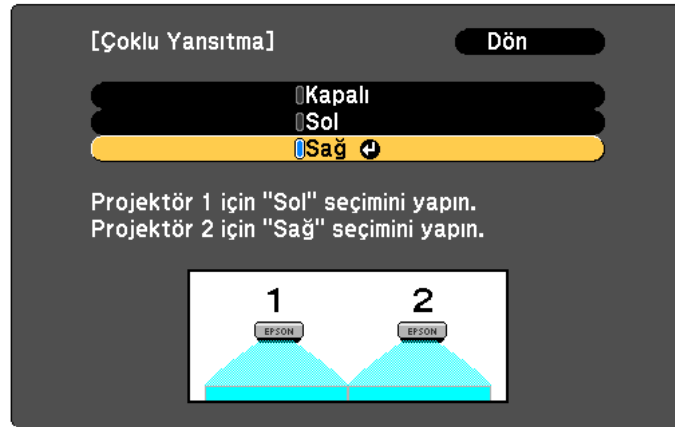 [Çoklu Yansıtma] Dön
Kapalı
Sol
Sağ
Projektör 1 için "Sol" seçimini yapın.
Projektör 2 için "Sağ" seçimini yapın.
1 2
EPSON EPSON